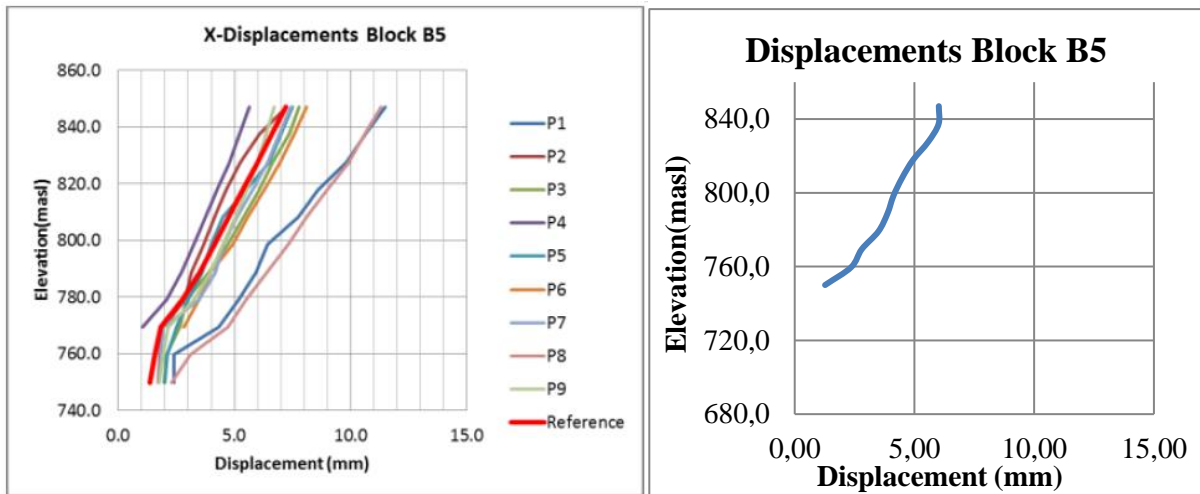 X-Displacements Block B5
860.0
840.0
820.0
800.0
780.0
760.0
740.0
Elevation(masl)
0.0 5.0 10.0 15.0
Displacement (mm)
P1
P2
P3
P4
P5
P6
P7
P8
P9
Reference
Displacements Block B5
840,0
800,0
760,0
720,0
680,0
Elevation(masl)
0,00 5,00 10,00 15,00
Displacement (mm)